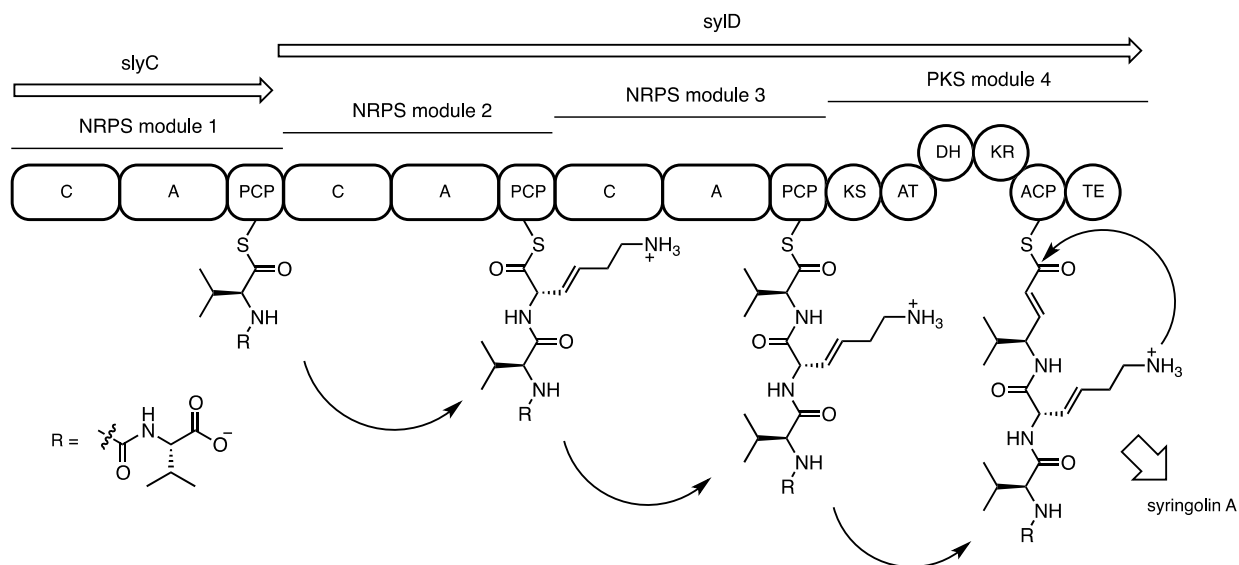 sylD
slyC
PKS module 4
NRPS module 3
NRPS module 2
NRPS module 1
DH KR
C A PCP C A PCP C A PCP KS AT ACP TE
S S S S
O O NH3 + O O
NH HN NH NH
R O O NH3 + O NH3 +
NH NH HN
R O O
NH NH
R R
R = O H N O O −
syringolin A